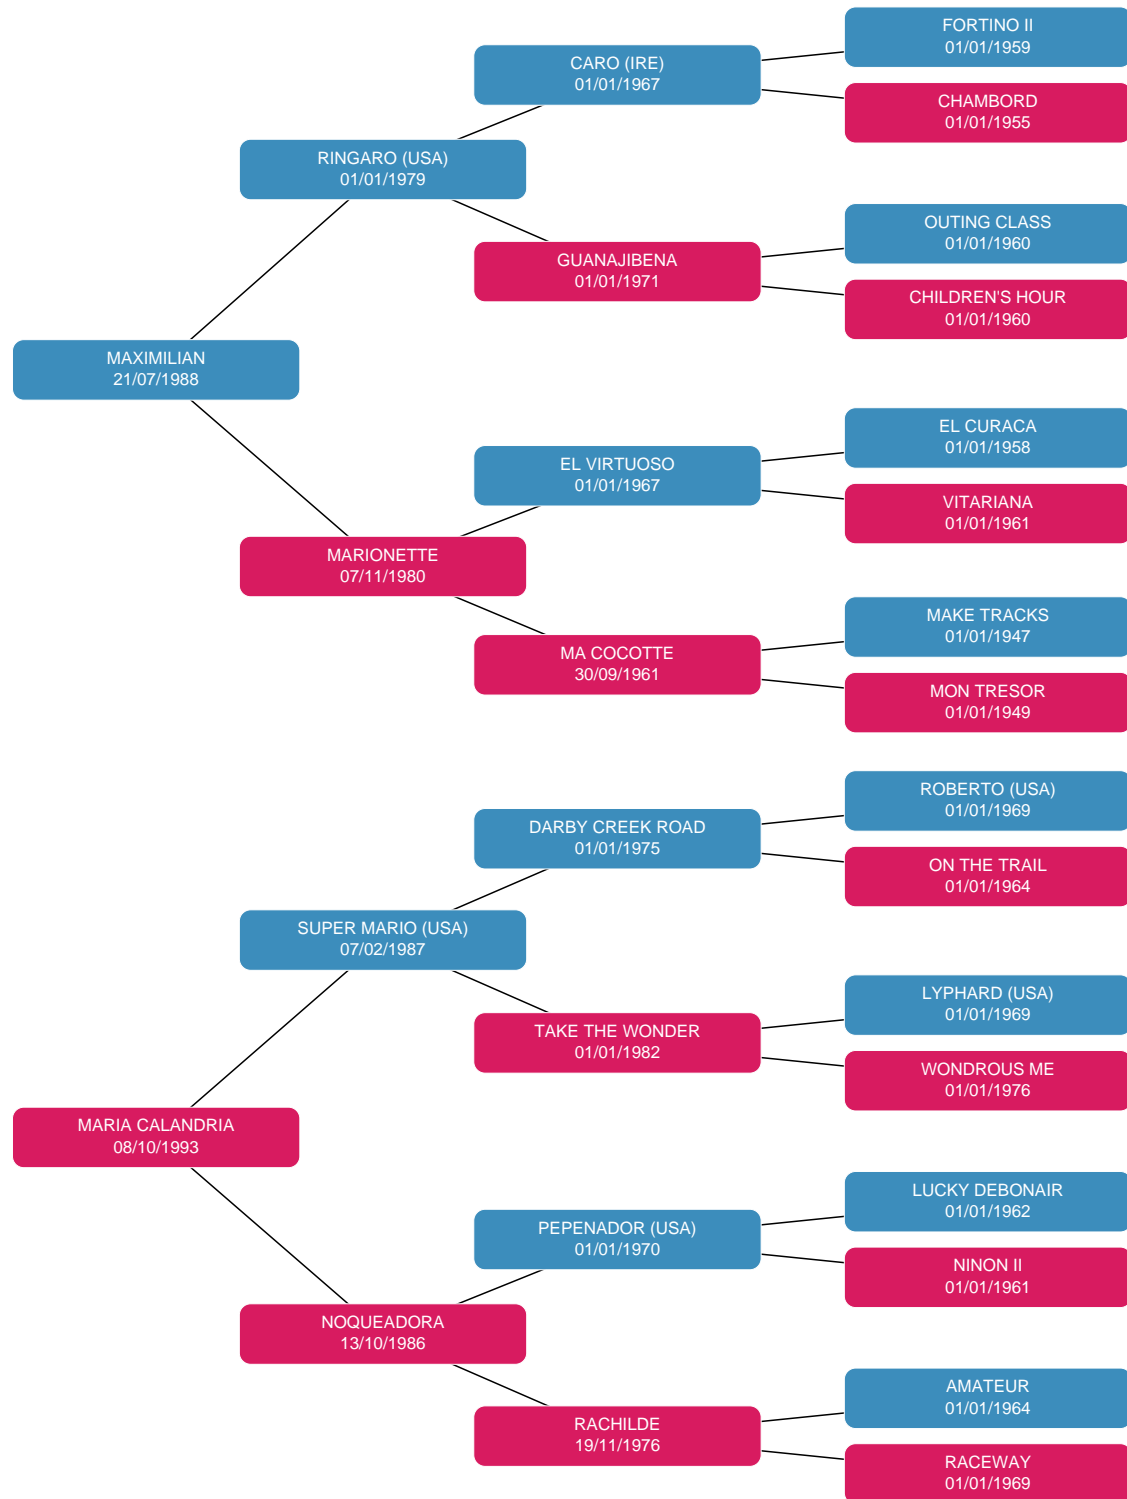 FORTINO II
01/01/1959
CARO (IRE)
01/01/1967
CHAMBORD
01/01/1955
RINGARO (USA)
01/01/1979
OUTING CLASS
01/01/1960
GUANAJIBENA
01/01/1971
CHILDREN'S HOUR
01/01/1960
MAXIMILIAN
21/07/1988
EL CURACA
01/01/1958
EL VIRTUOSO
01/01/1967
VITARIANA
01/01/1961
MARIONETTE
07/11/1980
MAKE TRACKS
01/01/1947
MA COCOTTE
30/09/1961
MON TRESOR
01/01/1949
ROBERTO (USA)
01/01/1969
DARBY CREEK ROAD
01/01/1975
ON THE TRAIL
01/01/1964
SUPER MARIO (USA)
07/02/1987
LYPHARD (USA)
01/01/1969
TAKE THE WONDER
01/01/1982
WONDROUS ME
01/01/1976
MARIA CALANDRIA
08/10/1993
LUCKY DEBONAIR
01/01/1962
PEPENADOR (USA)
01/01/1970
NINON II
01/01/1961
NOQUEADORA
13/10/1986
AMATEUR
01/01/1964
RACHILDE
19/11/1976
RACEWAY
01/01/1969